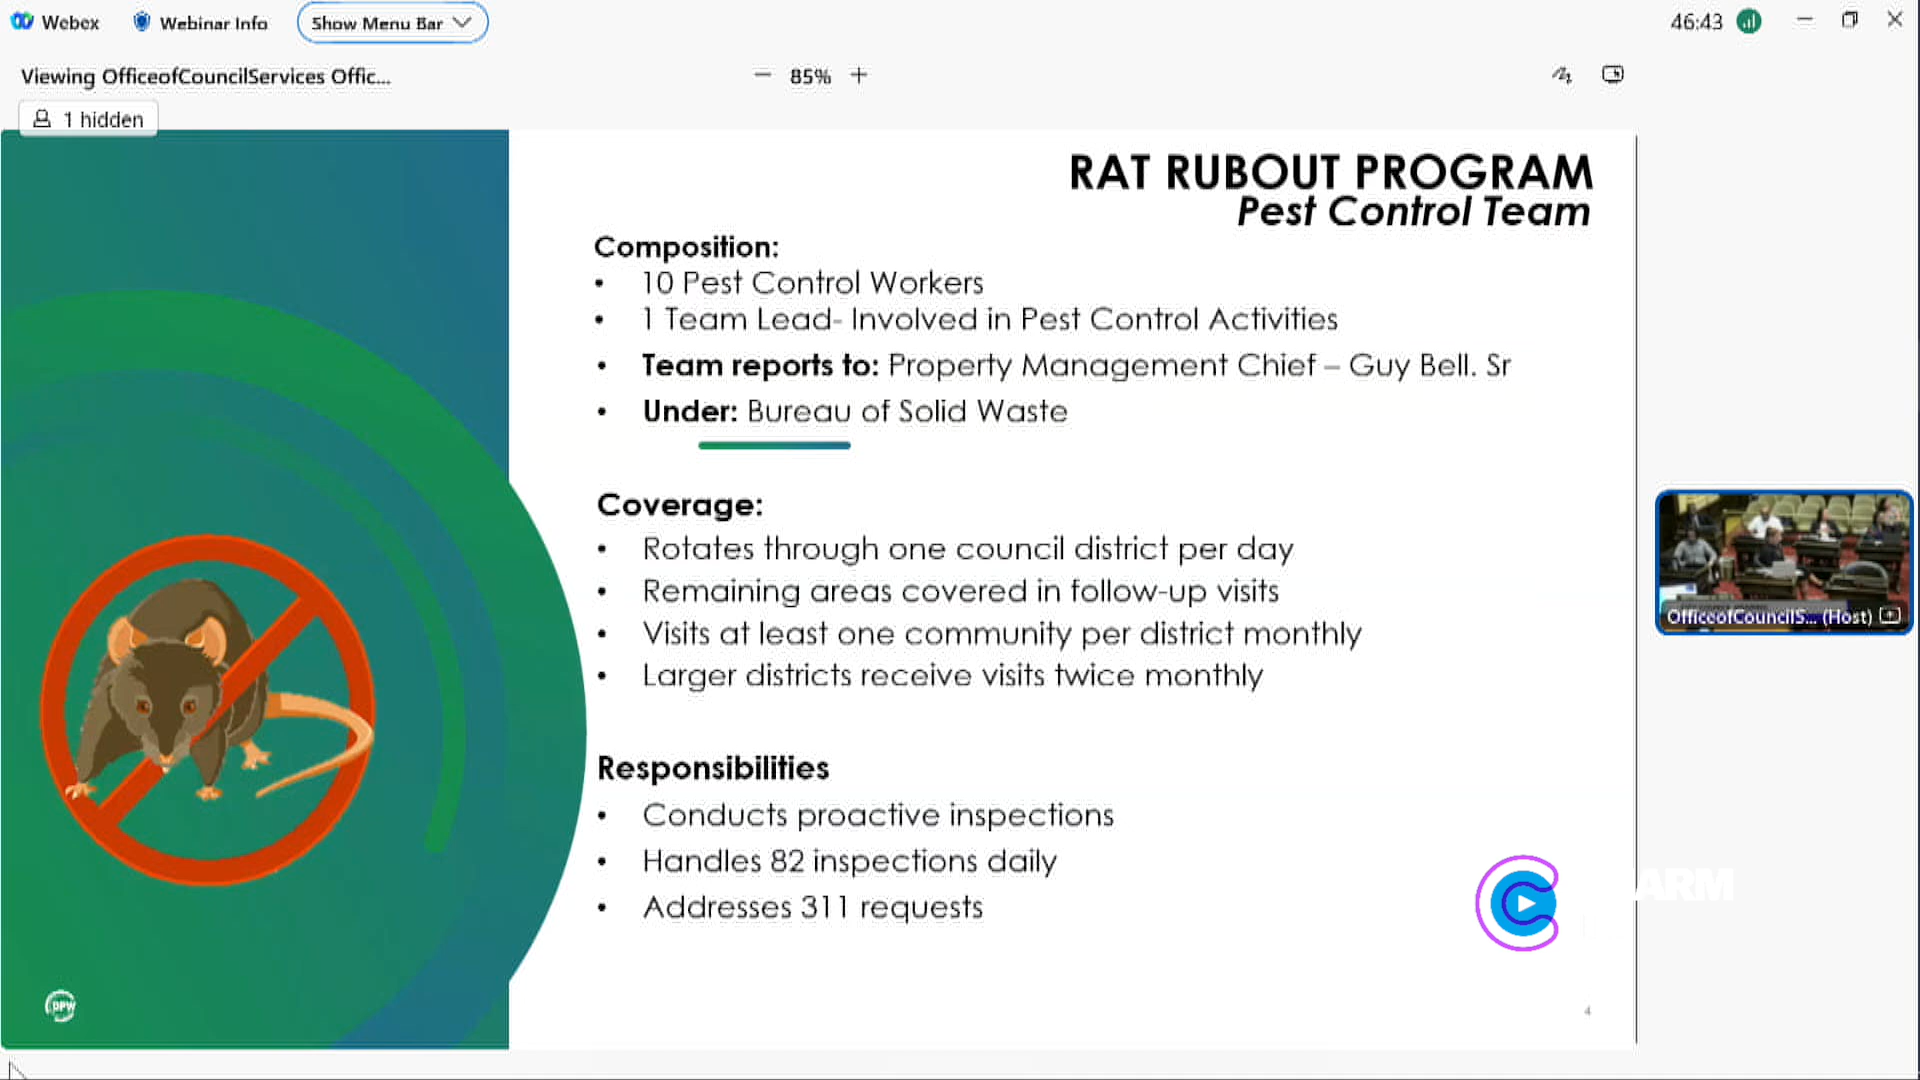 Webex
Webinar Info
Show Menu Bar
46:43
Viewing OfficeofCouncilServices Offic...
85%
1 hidden
RAT RUBOUT PROGRAM
Pest Control Team
Composition:
• 10 Pest Control Workers
• 1 Team Lead- Involved in Pest Control Activities
• Team reports to: Property Management Chief – Guy Bell. Sr
• Under: Bureau of Solid Waste
Coverage:
• Rotates through one council district per day
• Remaining areas covered in follow-up visits
• Visits at least one community per district monthly
• Larger districts receive visits twice monthly
Responsibilities
• Conducts proactive inspections
• Handles 82 inspections daily
• Addresses 311 requests
OfficeofCouncilS... (Host)
ARM
DPW
4